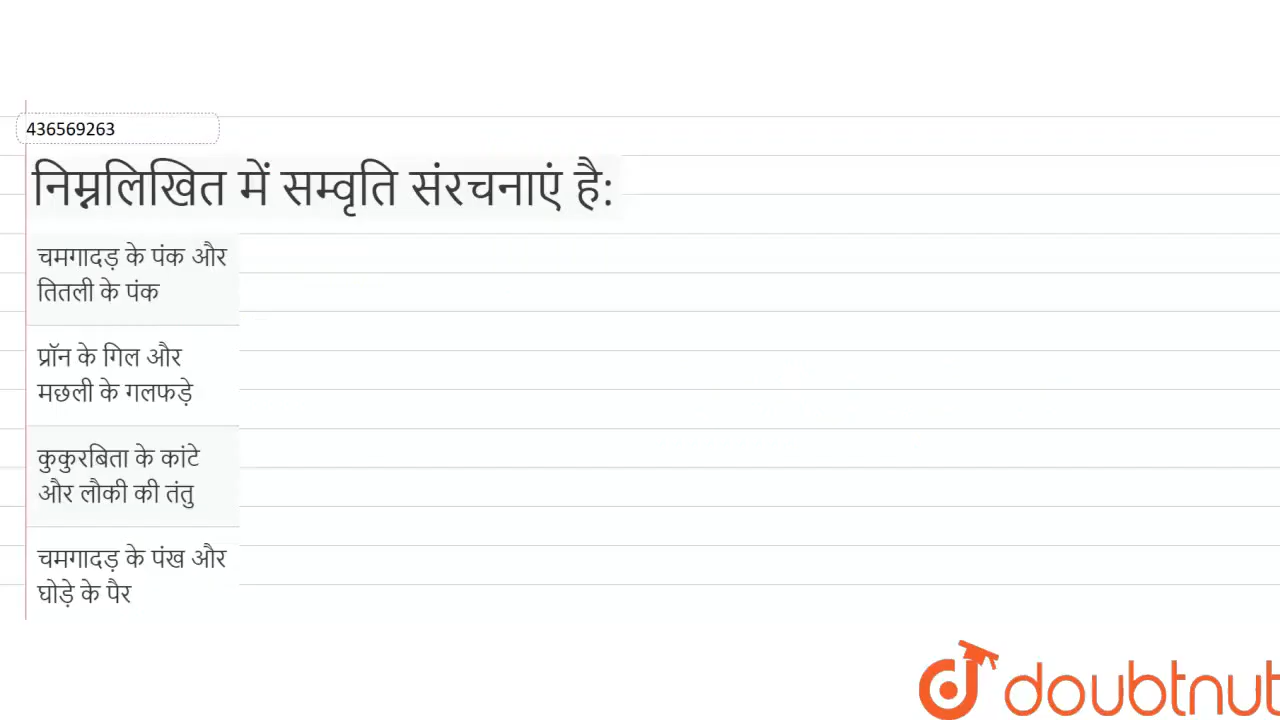 436569263
निम्नलिखित में सम्वृति संरचनाएं है:
चमगादड़ के पंक और
तितली के पंक
प्रॉन के गिल और
मछली के गलफड़े
कुकुरबिता के कांटे
और लौकी की तंतु
चमगादड़ के पंख और
घोड़े के पैर
doubtnut